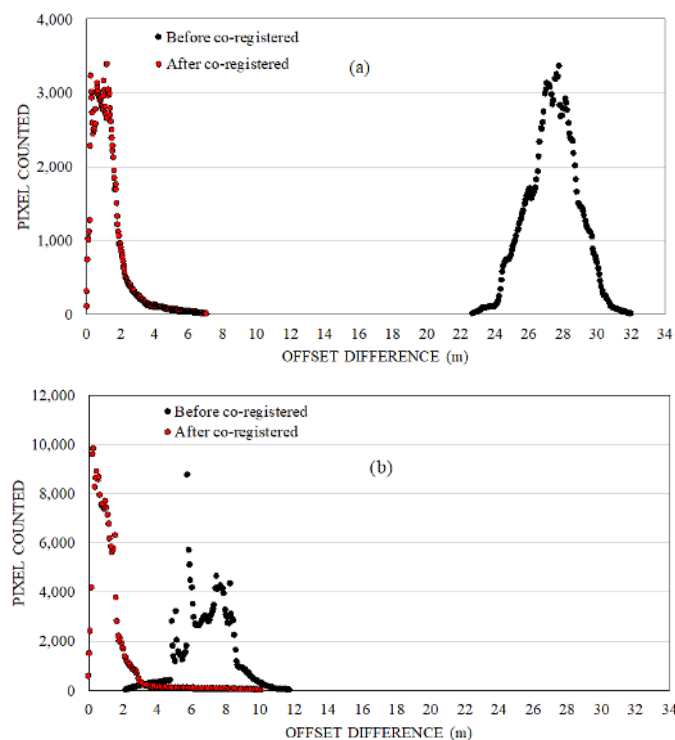 4,000
Before co-registered
After co-registered
(a)
3,000
2,000
1,000
0
PIXEL COUNTED
0 2 4 6 8 10 12 14 16 18 20 22 24 26 28 30 32 34
OFFSET DIFFERENCE (m)
12,000
Before co-registered
After co-registered
(b)
10,000
8,000
6,000
4,000
2,000
0
PIXEL COUNTED
0 2 4 6 8 10 12 14 16 18 20 22 24 26 28 30 32 34
OFFSET DIFFERENCE (m)